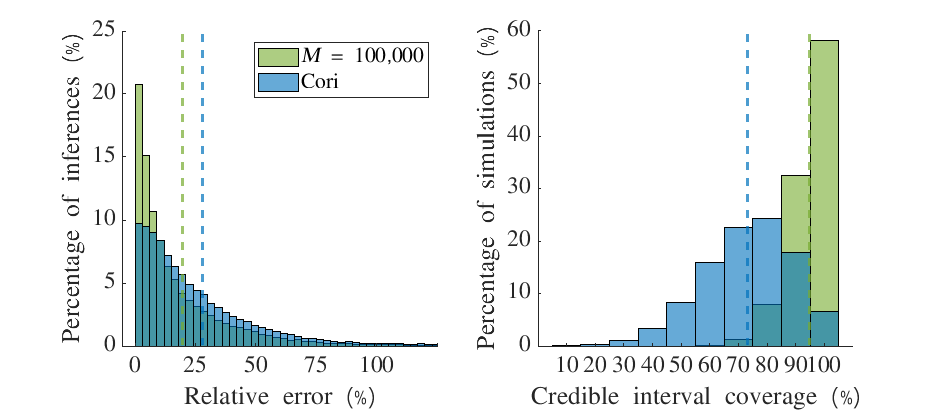 Percentage of inferences (%)
25
20
15
10
5
0
M = 100,000
Cori
0 25 50 75 100
Relative error (%)
Percentage of simulations (%)
60
50
40
30
20
10
0
10 20 30 40 50 60 70 80 90 100
Credible interval coverage (%)